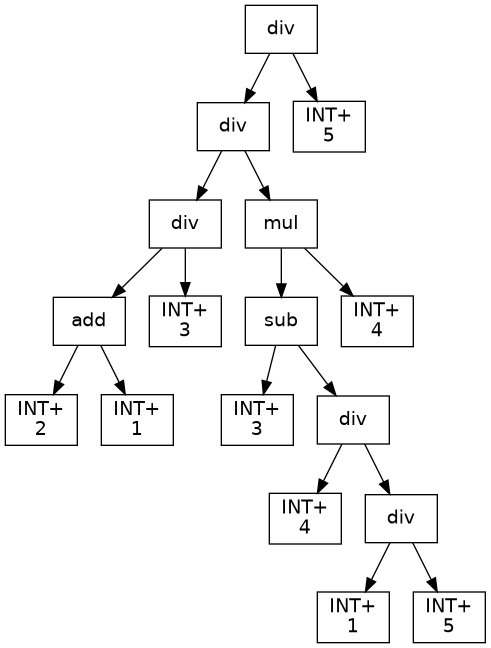 div
div
INT+
5
div
mul
add
INT+
3
sub
INT+
4
INT+
2
INT+
1
INT+
3
div
INT+
4
div
INT+
1
INT+
5